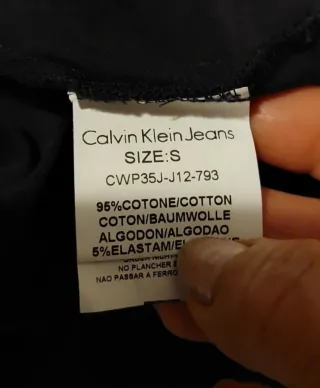 Calvin Klein Jeans
SIZE:S
CWP35J-J12-793
95%COTONE/COTTON
COTON/BAUMWOLLE
ALGODON/ALGODAO
5%ELASTAM/
NO PLANCHER
NAO PASSAR A FERRO